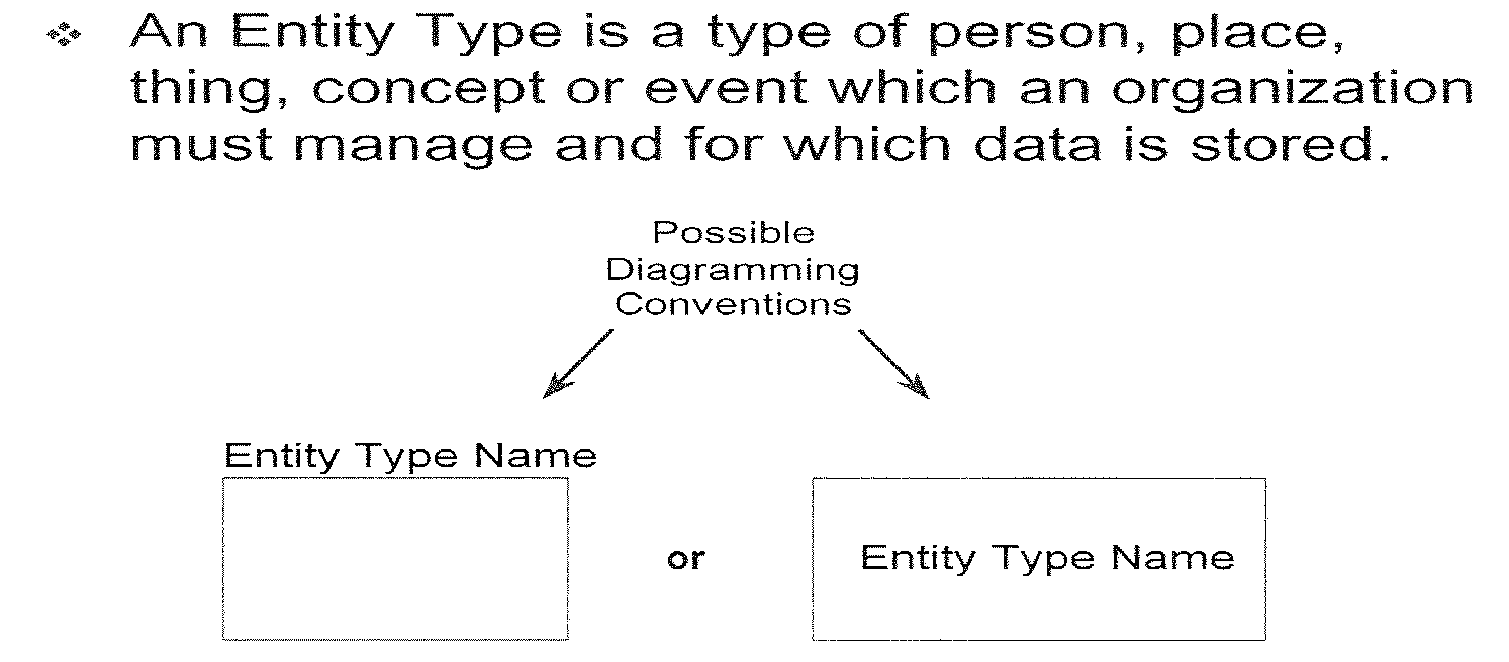 An Entity Type is a type of person, place,
thing, concept or event which an organization
must manage and for which data is stored.
Possible
Diagramming
Conventions
Entity Type Name
or
Entity Type Name